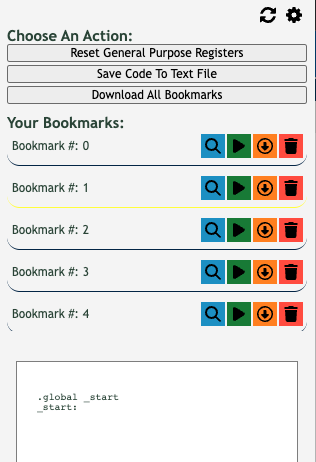 Choose An Action:
Reset General Purpose Registers
Save Code To Text File
Download All Bookmarks
Your Bookmarks:
Bookmark #: 0
Bookmark #: 1
Bookmark #: 2
Bookmark #: 3
Bookmark #: 4
.global _start
_start: